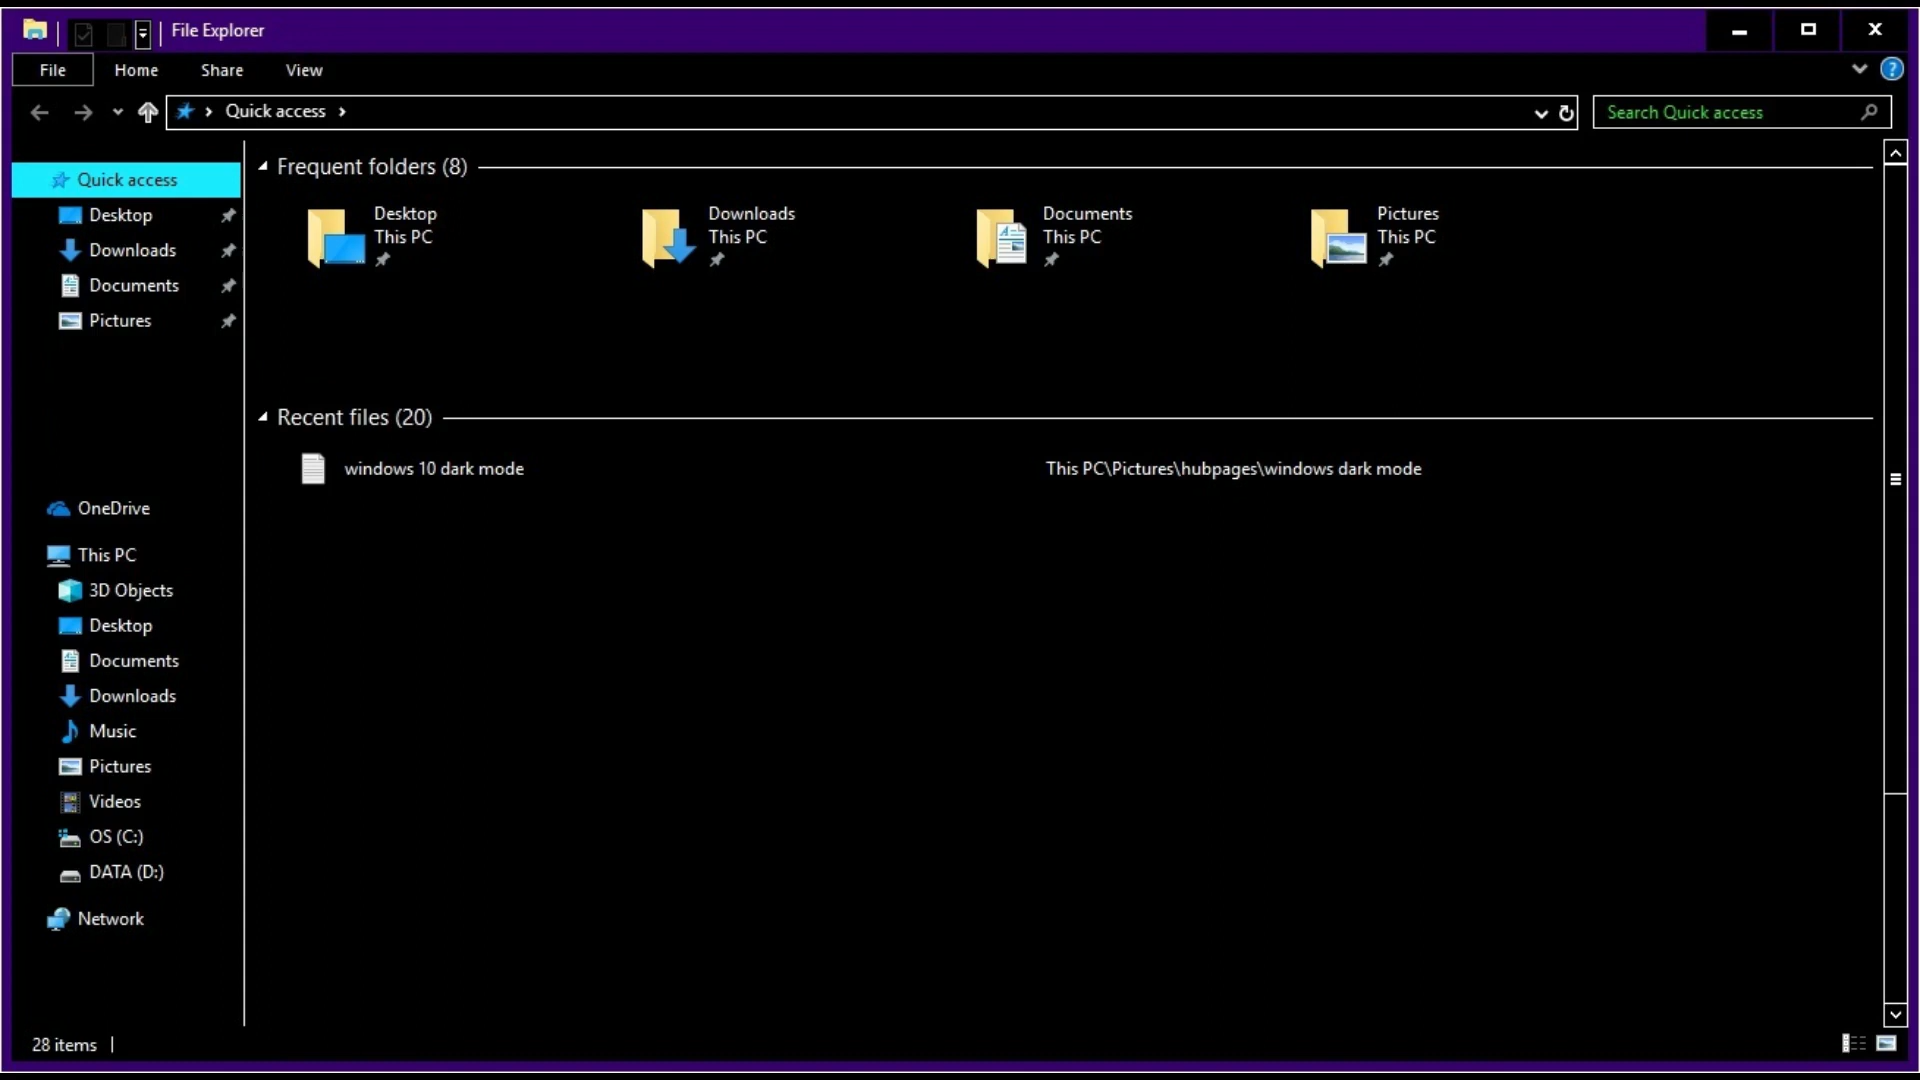 File Explorer
File Home Share View
Quick access
Search Quick access
Quick access
Desktop
Downloads
Documents
Pictures
OneDrive
This PC
3D Objects
Desktop
Documents
Downloads
Music
Pictures
Videos
OS (C:)
DATA (D:)
Network
Frequent folders (8)
Desktop
This PC
Downloads
This PC
Documents
This PC
Pictures
This PC
Recent files (20)
windows 10 dark mode This PC\Pictures\hubpages\windows dark mode
28 items